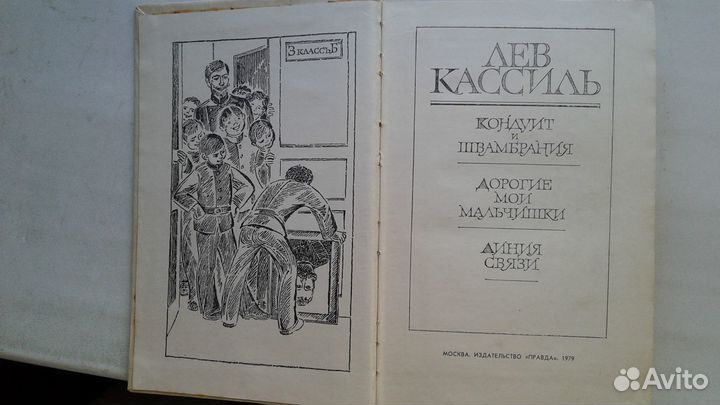 3 КЛАССЪ Б
ЛЕВ
КАССИЛЬ
КОНДУИТ
И
ШВАМБРАНИЯ
ДОРОГИЕ
МОИ
МАЛЬЧИШКИ
ЛИНИЯ
СВЯЗИ
МОСКВА. ИЗДАТЕЛЬСТВО «ПРАВДА». 1979
Avito